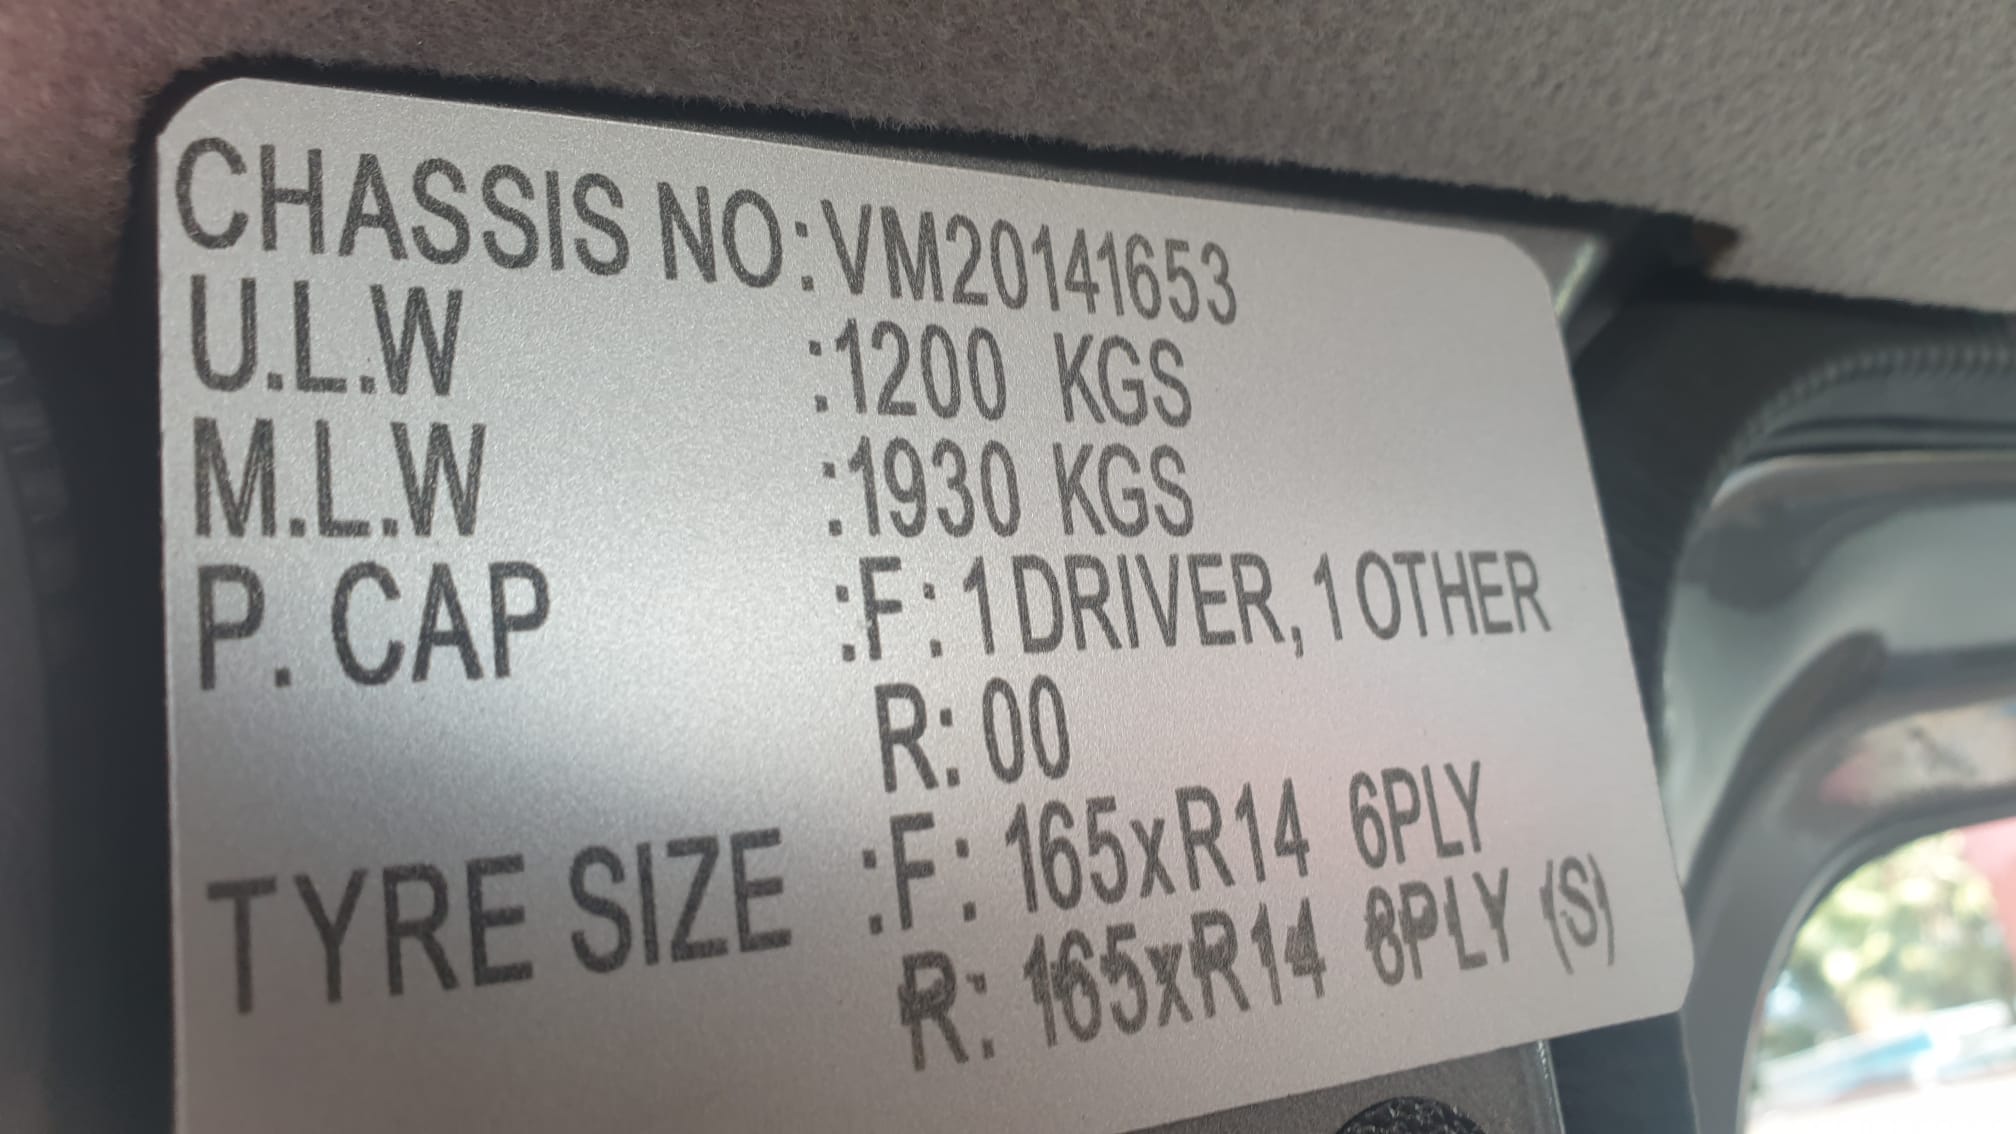 CHASSIS NO:VM20141653
U.L.W :1200 KGS
M.L.W :1930 KGS
P. CAP :F: 1 DRIVER, 1 OTHER
R: 00
TYRE SIZE :F: 165xR14 6PLY
R: 165xR14 8PLY (S)